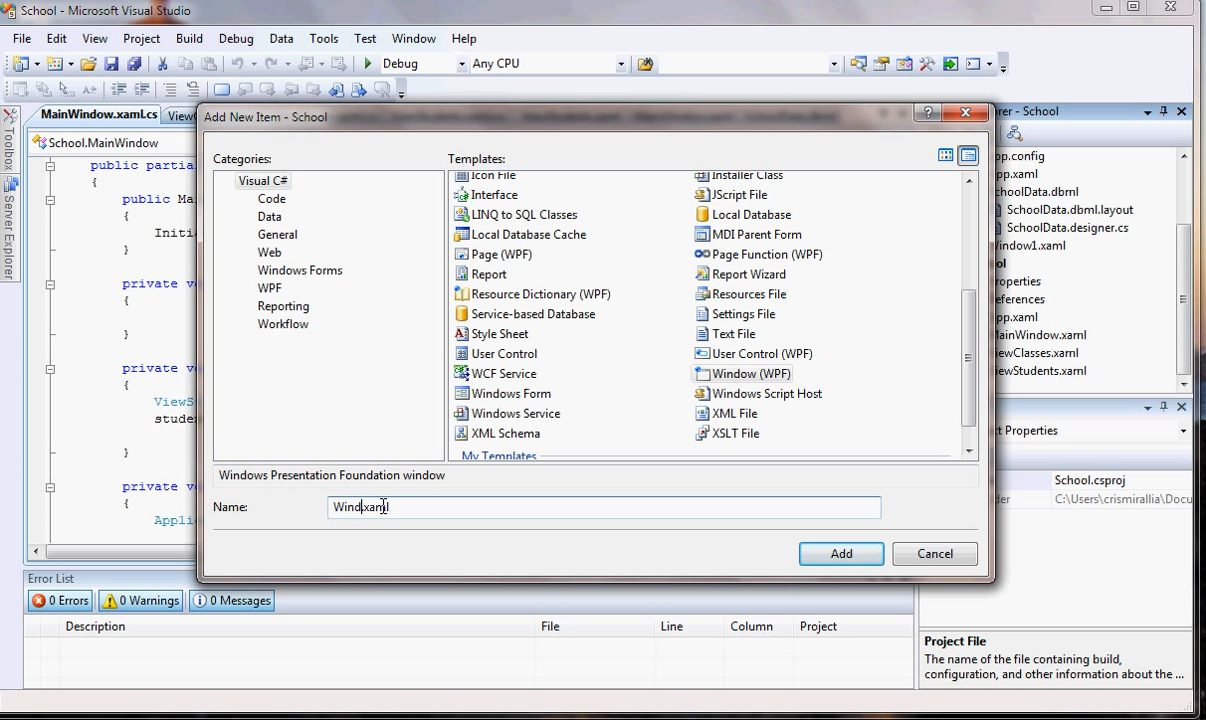 School - Microsoft Visual Studio
File Edit View Project Build Debug Data Tools Test Window Help
Debug Any CPU
MainWindow.xaml.cs
School.MainWindow
public partia
{
public Ma
{
Initi
}
private v
{
}
private v
{
ViewS
stude
}
private v
{
Appli
Toolbox
Server Explorer
Add New Item - School
Categories:
Visual C#
Code
Data
General
Web
Windows Forms
WPF
Reporting
Workflow
Templates:
Icon File Installer Class
Interface JScript File
LINQ to SQL Classes Local Database
Local Database Cache MDI Parent Form
Page (WPF) Page Function (WPF)
Report Report Wizard
Resource Dictionary (WPF) Resources File
Service-based Database Settings File
Style Sheet Text File
User Control User Control (WPF)
WCF Service Window (WPF)
Windows Form Windows Script Host
Windows Service XML File
XML Schema XSLT File
My Templates
Windows Presentation Foundation window
Name: Wind.xaml
Add Cancel
rer - School
pp.config
pp.xaml
choolData.dbml
SchoolData.dbml.layout
SchoolData.designer.cs
indow1.xaml
ol
roperties
eferences
pp.xaml
ainWindow.xaml
iewClasses.xaml
iewStudents.xaml
ct Properties
School.csproj
der C:\Users\crismirallia\Docu
Project File
The name of the file containing build,
configuration, and other information about the ...
Error List
0 Errors 0 Warnings 0 Messages
Description File Line Column Project